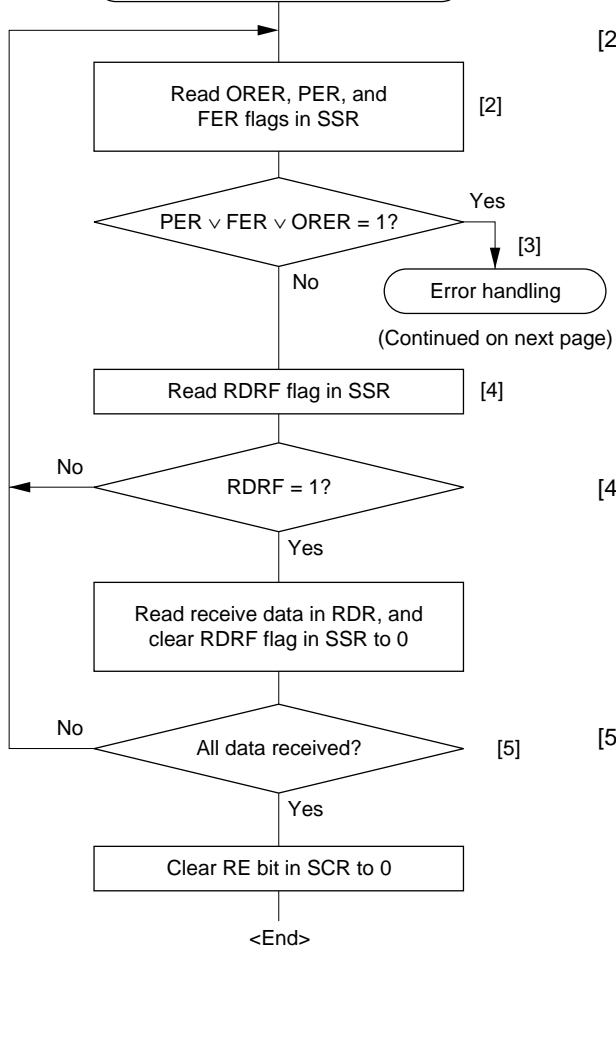 [2
Read ORER, PER, and
FER flags in SSR
[2]
PER ∨ FER ∨ ORER = 1?
Yes
[3]
No
Error handling
(Continued on next page)
Read RDRF flag in SSR
[4]
No
RDRF = 1?
[4
Yes
Read receive data in RDR, and
clear RDRF flag in SSR to 0
No
All data received?
[5]
[5
Yes
Clear RE bit in SCR to 0
<End>